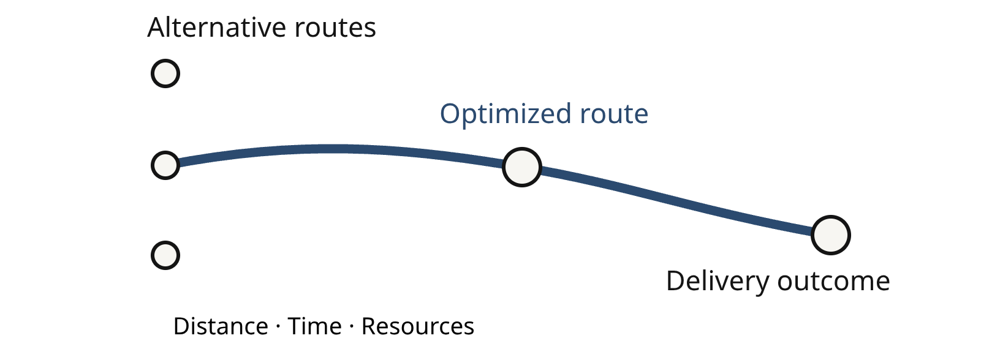 Alternative routes
Optimized route
Delivery outcome
Distance · Time · Resources